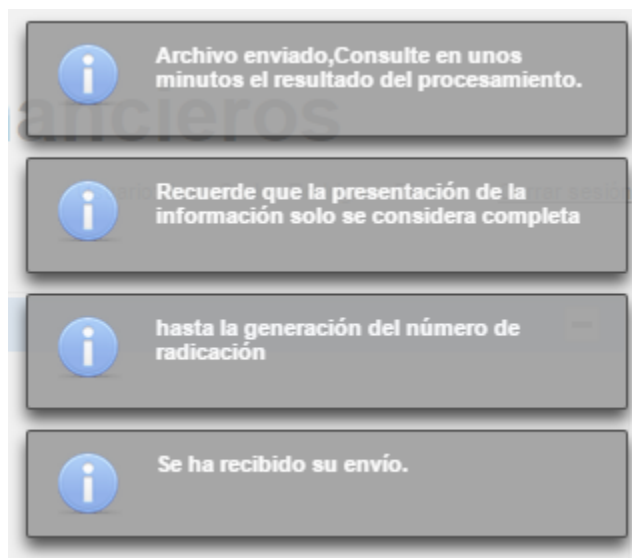 Archivo enviado,Consulte en unos
minutos el resultado del procesamiento.
ancieros
Recuerde que la presentación de la
información solo se considera completa
hasta la generación del número de
radicación
Se ha recibido su envío.